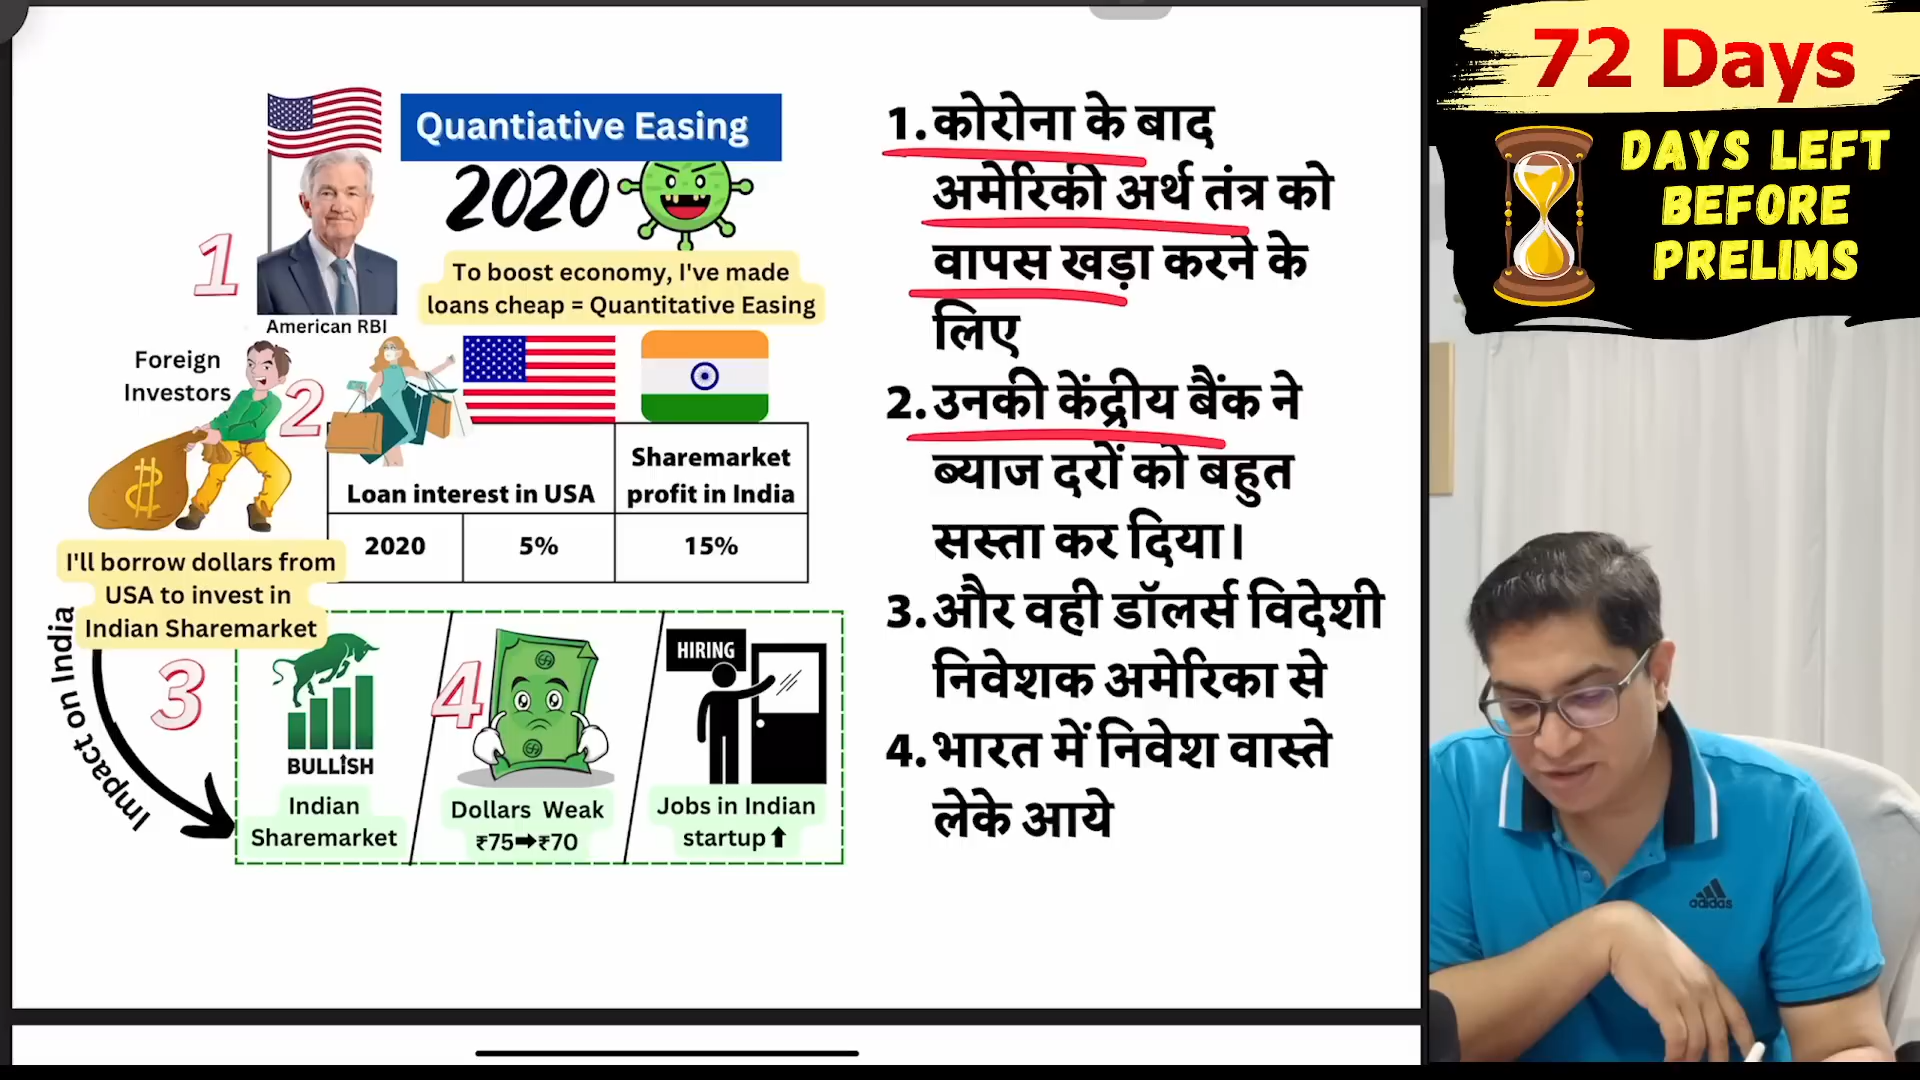 Quantiative Easing
2020
1
To boost economy, I've made
loans cheap = Quantitative Easing
American RBI
Foreign
Investors
2
Loan interest in USA
Sharemarket
profit in India
2020 5% 15%
I'll borrow dollars from
USA to invest in
Indian Sharemarket
Impact on India
3
BULLISH
Indian
Sharemarket
4
Dollars Weak
₹75➡₹70
HIRING
Jobs in Indian
startup⬆
1. कोरोना के बाद
अमेरिकी अर्थ तंत्र को
वापस खड़ा करने के
लिए
2. उनकी केंद्रीय बैंक ने
ब्याज दरों को बहुत
सस्ता कर दिया।
3. और वही डॉलर्स विदेशी
निवेशक अमेरिका से
4. भारत में निवेश वास्ते
लेके आये
72 Days
DAYS LEFT
BEFORE
PRELIMS
adidas